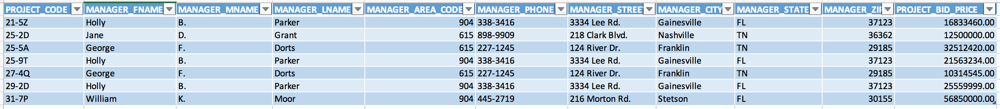 PROJECT_CODE MANAGER_FNAME MANAGER_MNAME MANAGER_LNAME MANAGER_AREA_CODE MANAGER_PHONE MANAGER_STREE MANAGER_CITY MANAGER_STATE MANAGER_ZIP PROJECT_BID_PRICE
21-5Z Holly B. Parker 904 338-3416 3334 Lee Rd. Gainesville FL 37123 16833460.00
25-2D Jane D. Grant 615 898-9909 218 Clark Blvd. Nashville TN 36362 12500000.00
25-5A George F. Dorts 615 227-1245 124 River Dr. Franklin TN 29185 32512420.00
25-9T Holly B. Parker 904 338-3416 3334 Lee Rd. Gainesville FL 37123 21563234.00
27-4Q George F. Dorts 615 227-1245 124 River Dr. Franklin TN 29185 10314545.00
29-2D Holly B. Parker 904 338-3416 3334 Lee Rd. Gainesville FL 37123 25559999.00
31-7P William K. Moor 904 445-2719 216 Morton Rd. Stetson FL 30155 56850000.00